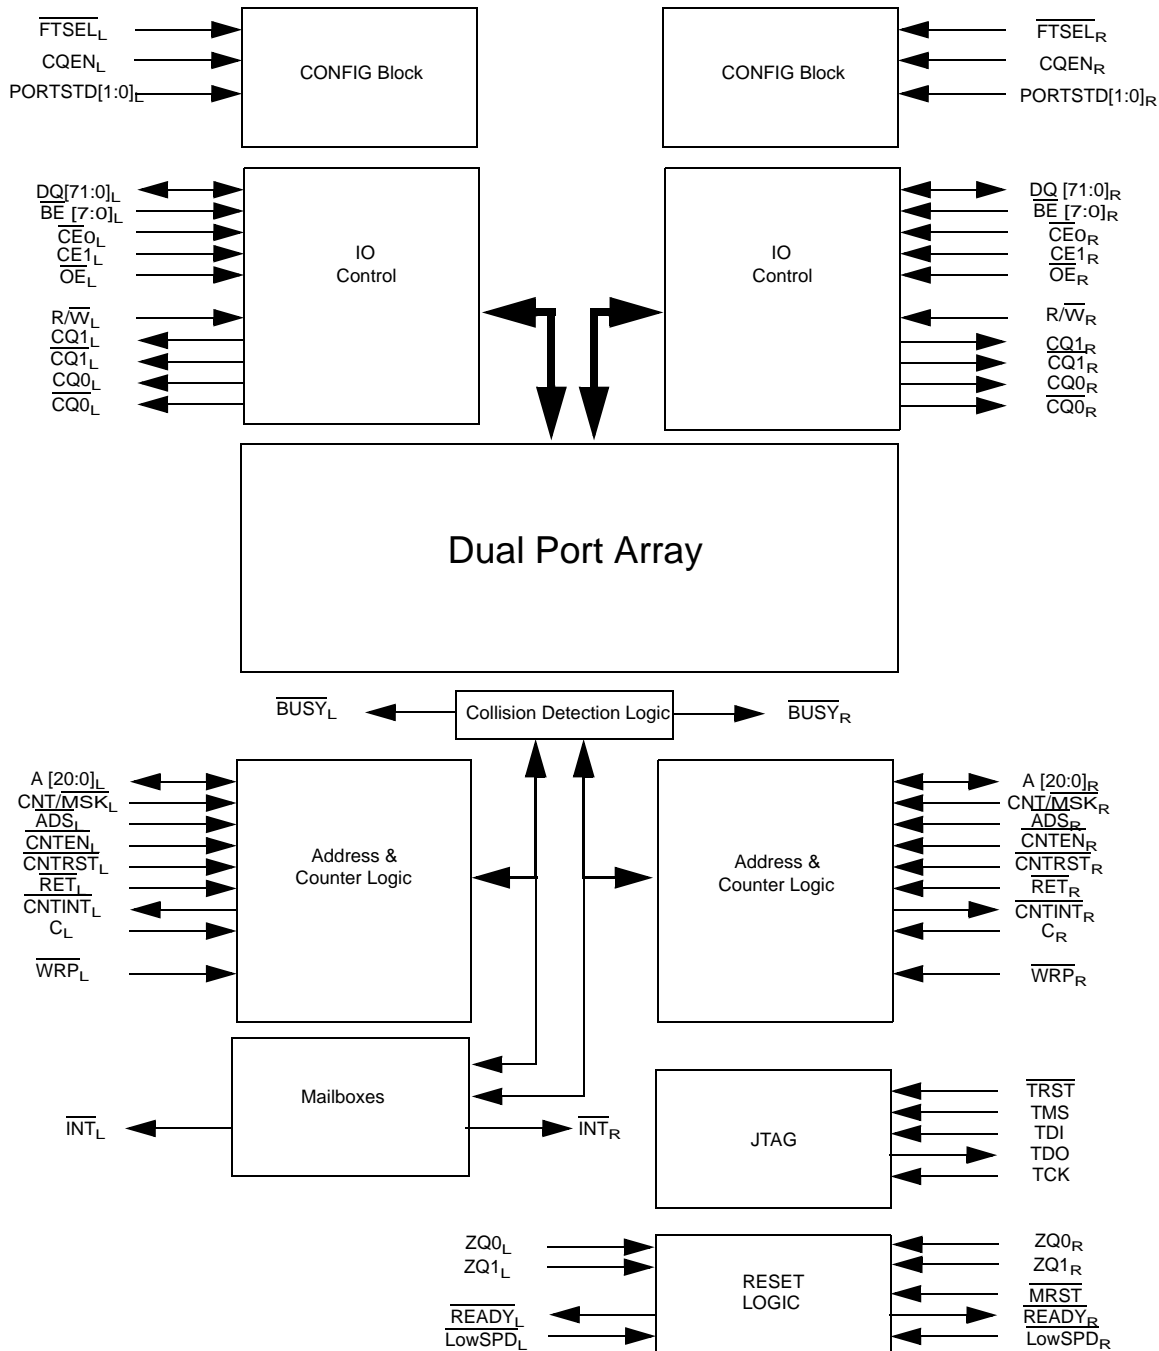 FTSEL_L
CQEN_L
PORTSTD[1:0]_L
CONFIG Block
CONFIG Block
FTSEL_R
CQEN_R
PORTSTD[1:0]_R
DQ[71:0]_L
BE [7:0]_L
CE0_L
CE1_L
OE_L
R/W_L
CQ1_L
CQ1_L
CQ0_L
CQ0_L
IO
Control
IO
Control
DQ [71:0]_R
BE [7:0]_R
CE0_R
CE1_R
OE_R
R/W_R
CQ1_R
CQ1_R
CQ0_R
CQ0_R
Dual Port Array
BUSY_L
Collision Detection Logic
BUSY_R
A [20:0]_L
CNT/MSK_L
ADS_L
CNTEN_L
CNTRST_L
RET_L
CNTINT_L
C_L
WRP_L
Address &
Counter Logic
Address &
Counter Logic
A [20:0]_R
CNT/MSK_R
ADS_R
CNTEN_R
CNTRST_R
RET_R
CNTINT_R
C_R
WRP_R
Mailboxes
INT_L
INT_R
JTAG
TRST
TMS
TDI
TDO
TCK
ZQ0_L
ZQ1_L
READY_L
LowSPD_L
RESET
LOGIC
ZQ0_R
ZQ1_R
MRST
READY_R
LowSPD_R